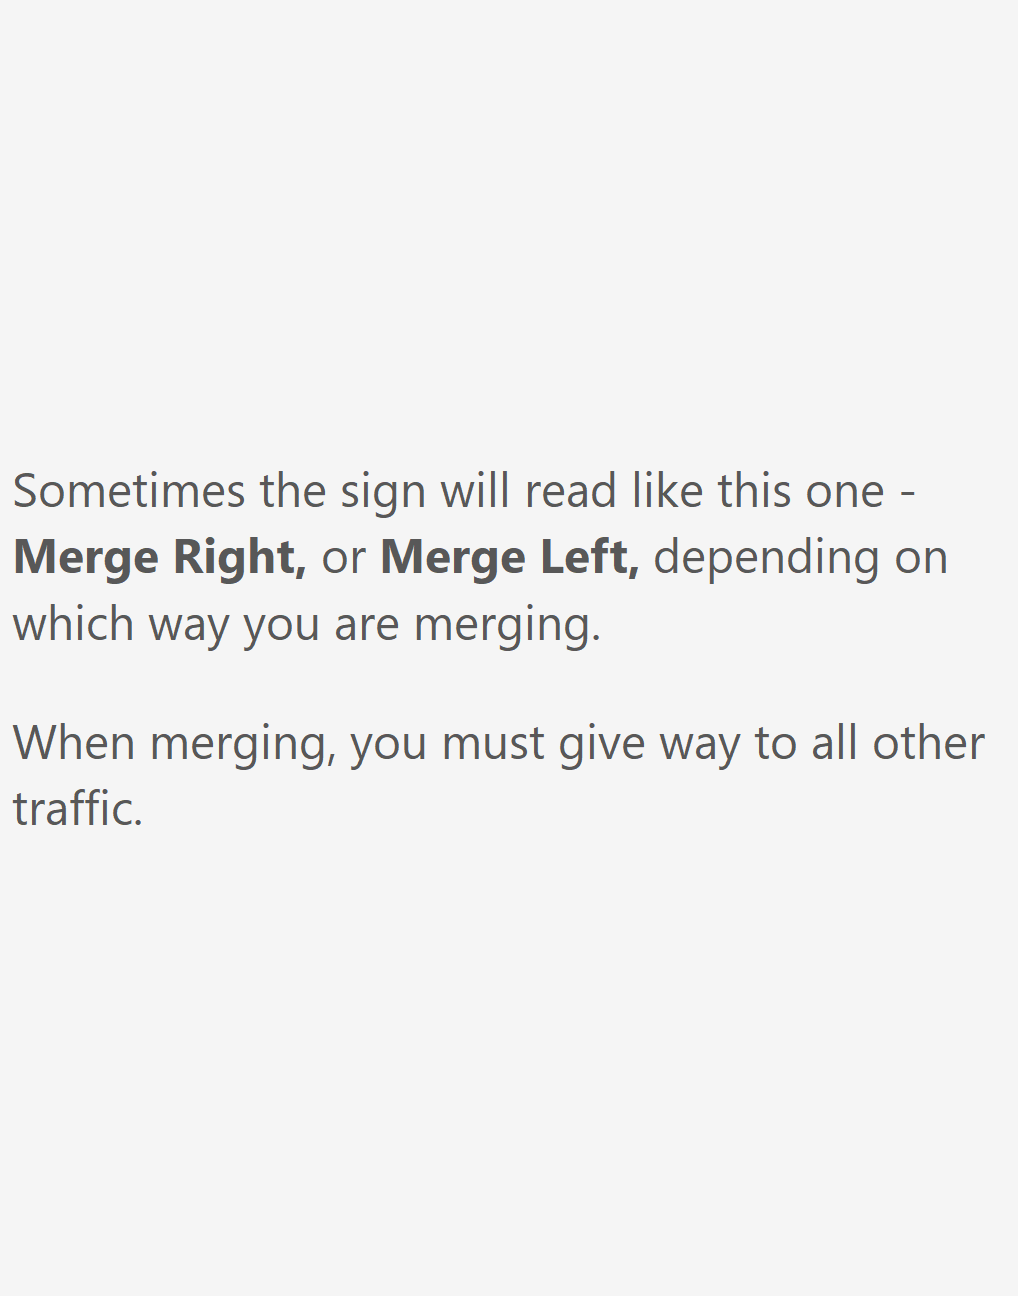 Sometimes the sign will read like this one -
Merge Right, or Merge Left, depending on
which way you are merging.
When merging, you must give way to all other
traffic.